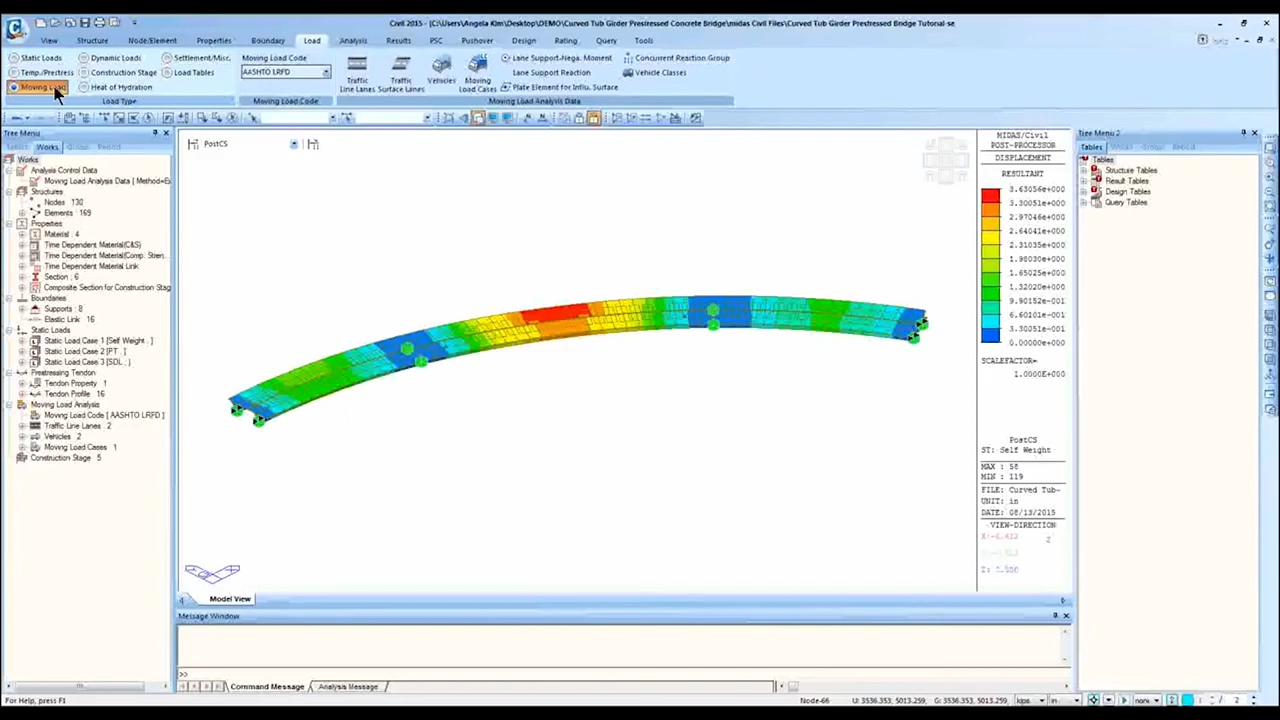 Civil 2015 - [C:\Users\Angela Kim\Desktop\DEMO\Curved Tub Girder Prestressed Concrete Bridge\midas Civil Files\Curved Tub Girder Prestressed Bridge Tutorial-se
View Structure Node/Element Properties Boundary Load Analysis Results PSC Pushover Design Rating Query Tools
Static Loads Dynamic Loads Settlement/Misc. Moving Load Code Lane Support-Nega. Moment Concurrent Reaction Group
Temp./Prestress Construction Stage Load Tables AASHTO LRFD Traffic Line Lanes Traffic Surface Lanes Vehicles Moving Load Cases Lane Support Reaction Vehicle Classes
Moving Load Heat of Hydration Plate Element for Influ. Surface
Load Type Moving Load Code Moving Load Analysis Data
Tree Menu
Works
Works
Analysis Control Data
Moving Load Analysis Data [ Method=Ex
Structures
Nodes : 130
Elements : 169
Properties
Material : 4
Time Dependent Material(C&S)
Time Dependent Material(Comp. Stren
Time Dependent Material Link
Section : 6
Composite Section for Construction Stag
Boundaries
Supports : 8
Elastic Link : 16
Static Loads
Static Load Case 1 [Self Weight ; ]
Static Load Case 2 [PT ; ]
Static Load Case 3 [SDL ; ]
Prestressing Tendon
Tendon Property : 1
Tendon Profile : 16
Moving Load Analysis
Moving Load Code [ AASHTO LRFD ]
Traffic Line Lanes : 2
Vehicles : 2
Moving Load Cases : 1
Construction Stage : 5
PostCS
MIDAS/Civil
POST-PROCESSOR
DISPLACEMENT
RESULTANT
3.63056e+000
3.30051e+000
2.97046e+000
2.64041e+000
2.31035e+000
1.98030e+000
1.65025e+000
1.32020e+000
9.90152e-001
6.60101e-001
3.30051e-001
0.00000e+000
SCALEFACTOR=
1.0000E+000
PostCS
ST: Self Weight
MAX : 58
MIN : 119
FILE: Curved Tub~
UNIT: in
DATE: 08/13/2015
VIEW-DIRECTION
Z: 0.000
Tree Menu 2
Tables
Tables
Structure Tables
Result Tables
Design Tables
Query Tables
Model View
Message Window
>>
Command Message Analysis Message
For Help, press F1
Node-66 U: 3536.353, 5013.259, G: 3536.353, 5013.259, kips in none 2